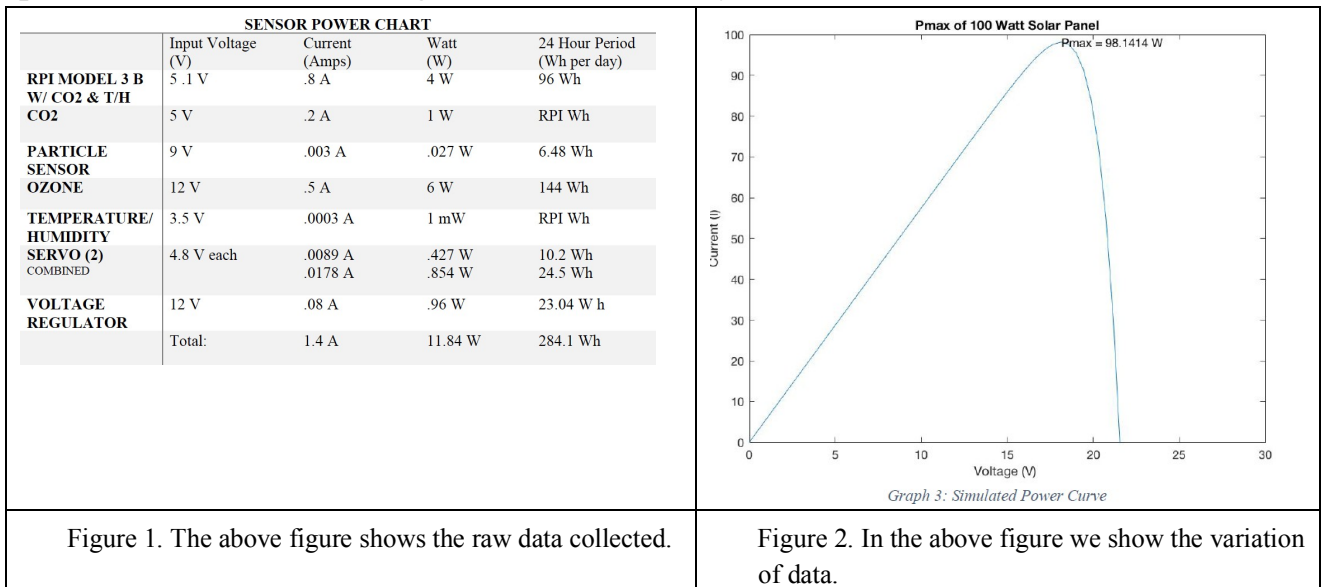 SENSOR POWER CHART
Input Voltage (V) Current (Amps) Watt (W) 24 Hour Period (Wh per day)
RPI MODEL 3 B W/ CO2 & T/H 5 .1 V .8 A 4 W 96 Wh
CO2 5 V .2 A 1 W RPI Wh
PARTICLE SENSOR 9 V .003 A .027 W 6.48 Wh
OZONE 12 V .5 A 6 W 144 Wh
TEMPERATURE/ HUMIDITY 3.5 V .0003 A 1 mW RPI Wh
SERVO (2) 4.8 V each .0089 A .427 W 10.2 Wh
COMBINED .0178 A .854 W 24.5 Wh
VOLTAGE REGULATOR 12 V .08 A .96 W 23.04 W h
Total: 1.4 A 11.84 W 284.1 Wh
Pmax of 100 Watt Solar Panel
Pmax = 98.1414 W
100
90
80
70
60
50
40
30
20
10
0
Current (I)
0 5 10 15 20 25 30
Voltage (V)
Graph 3: Simulated Power Curve
Figure 1. The above figure shows the raw data collected.
Figure 2. In the above figure we show the variation
of data.